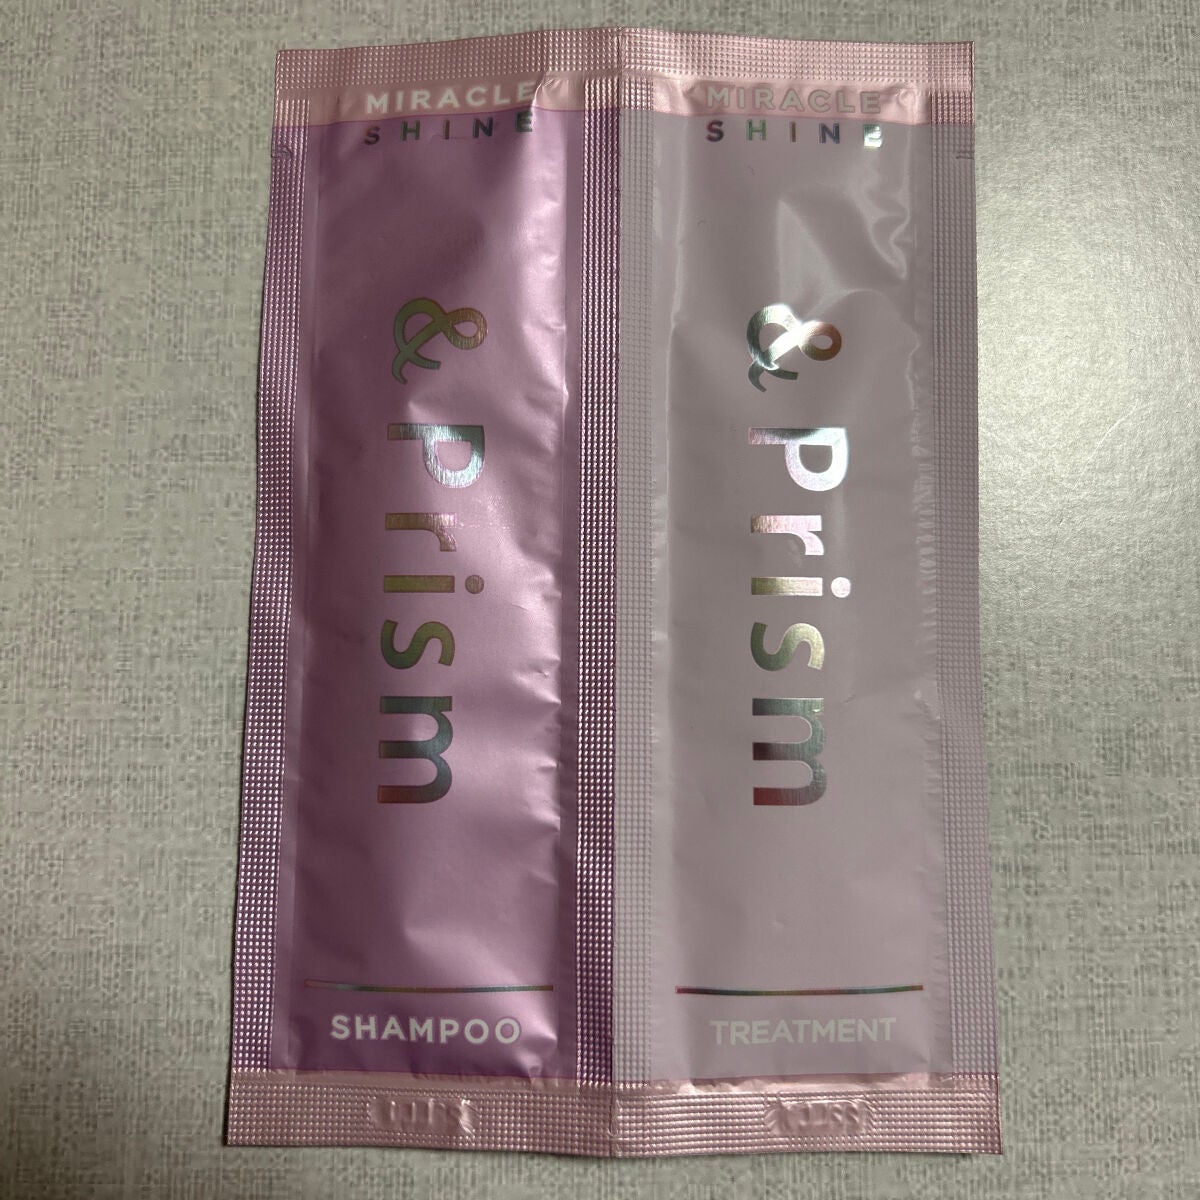 MIRACLE
SHINE
& Prism
SHAMPOO
MIRACLE
SHINE
& Prism
TREATMENT